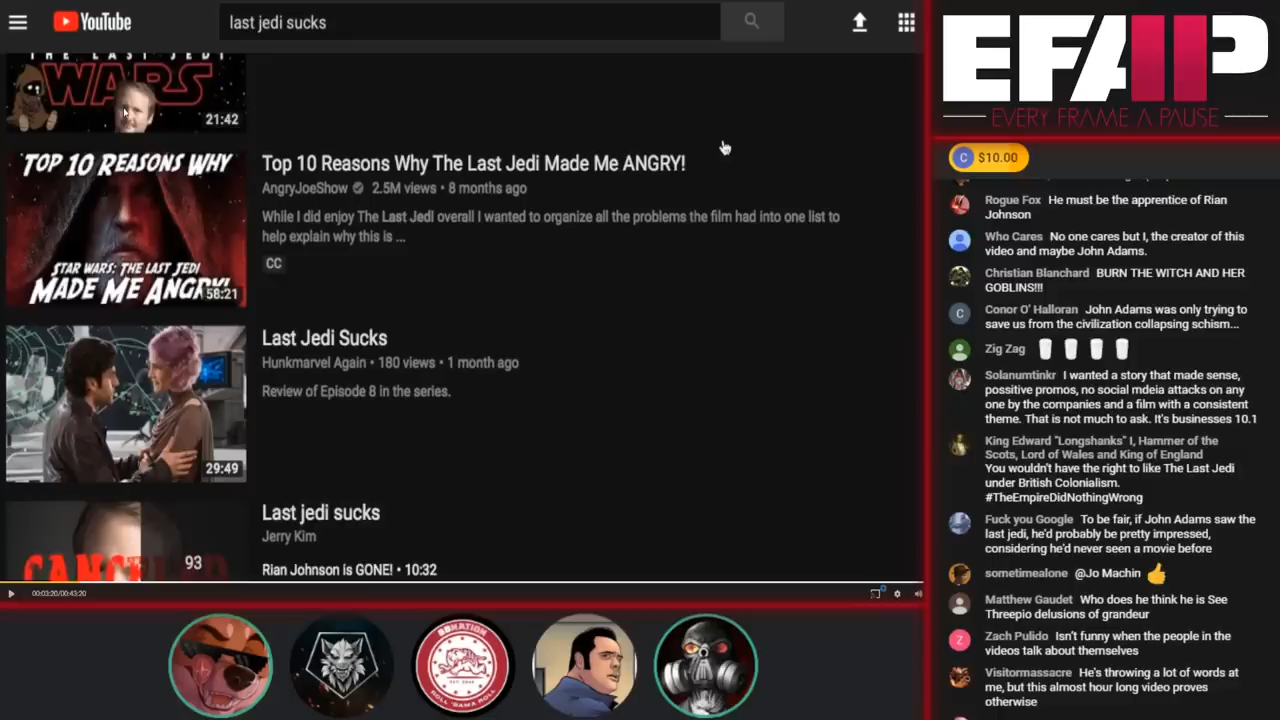 YouTube
last jedi sucks
THE LAST JEDI
WARS
21:42
TOP 10 REASONS WHY
STAR WARS: THE LAST JEDI
MADE ME ANGRY!
58:21
Top 10 Reasons Why The Last Jedi Made Me ANGRY!
AngryJoeShow 2.5M views • 8 months ago
While I did enjoy The Last Jedi overall I wanted to organize all the problems the film had into one list to
help explain why this is ...
CC
29:49
Last Jedi Sucks
Hunkmarvel Again • 180 views • 1 month ago
Review of Episode 8 in the series.
93
Last jedi sucks
Jerry Kim
Rian Johnson is GONE! • 10:32
00:03:20/00:43:20
EFAP
EVERY FRAME A PAUSE
C $10.00
Rogue Fox He must be the apprentice of Rian
Johnson
Who Cares No one cares but I, the creator of this
video and maybe John Adams.
Christian Blanchard BURN THE WITCH AND HER
GOBLINS!!!
C
Conor O' Halloran John Adams was only trying to
save us from the civilization collapsing schism...
Zig Zag
Solanumtinkr I wanted a story that made sense,
possitive promos, no social mdeia attacks on any
one by the companies and a film with a consistent
theme. That is not much to ask. It's businesses 10.1
King Edward "Longshanks" I, Hammer of the
Scots, Lord of Wales and King of England
You wouldn't have the right to like The Last Jedi
under British Colonialism.
#TheEmpireDidNothingWrong
Fuck you Google To be fair, if John Adams saw the
last jedi, he'd probably be pretty impressed,
considering he'd never seen a movie before
sometimealone @Jo Machin
Matthew Gaudet Who does he think he is See
Threepio delusions of grandeur
Z
Zach Pulido Isn't funny when the people in the
videos talk about themselves
Visitormassacre He's throwing a lot of words at
me, but this almost hour long video proves
otherwise